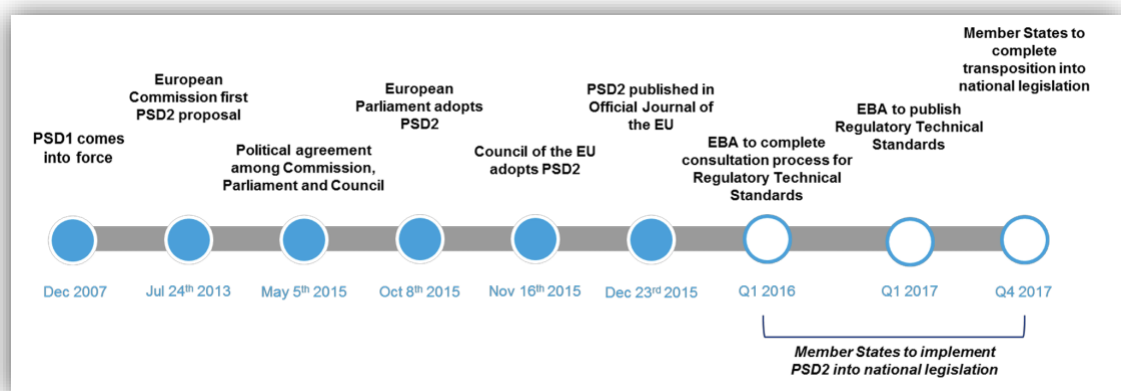 PSD1 comes
into force
European
Commission first
PSD2 proposal
Political agreement
among Commission,
Parliament and Council
European
Parliament adopts
PSD2
Council of the EU
adopts PSD2
PSD2 published in
Official Journal of
the EU
EBA to complete
consultation process for
Regulatory Technical
Standards
EBA to publish
Regulatory Technical
Standards
Member States to
complete
transposition into
national legislation
Dec 2007
Jul 24th 2013
May 5th 2015
Oct 8th 2015
Nov 16th 2015
Dec 23rd 2015
Q1 2016
Q1 2017
Q4 2017
Member States to implement
PSD2 into national legislation